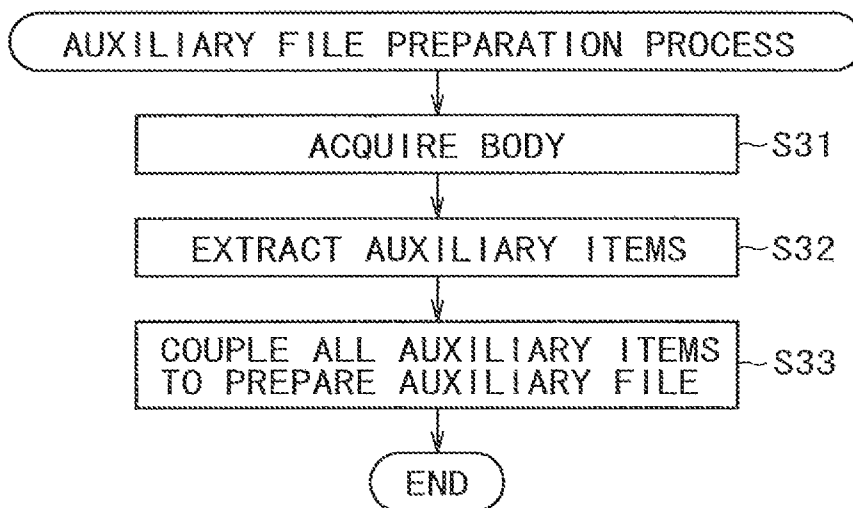 AUXILIARY FILE PREPARATION PROCESS
ACQUIRE BODY
S31
EXTRACT AUXILIARY ITEMS
S32
COUPLE ALL AUXILIARY ITEMS
TO PREPARE AUXILIARY FILE
S33
END